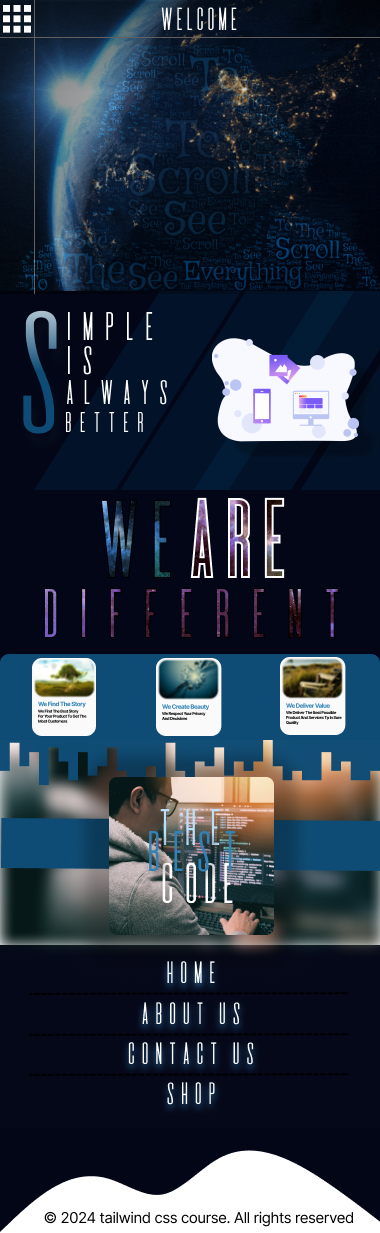 WELCOME
To
Scroll
See
To
Scroll
See
The See Everything
SIMPLE
IS
ALWAYS
BETTER
WE ARE
DIFFERENT
We Find The Story
We Find The Best Story
For Your Product To Get The
Most Customers
We Create Beauty
We Respect Your Privacy
And Decisions
We Deliver Value
We Deliver The Best Possible
Product And Services Tp In Sure
Quality
THE
BEST
CODE
HOME
ABOUT US
CONTACT US
SHOP
© 2024 tailwind css course. All rights reserved